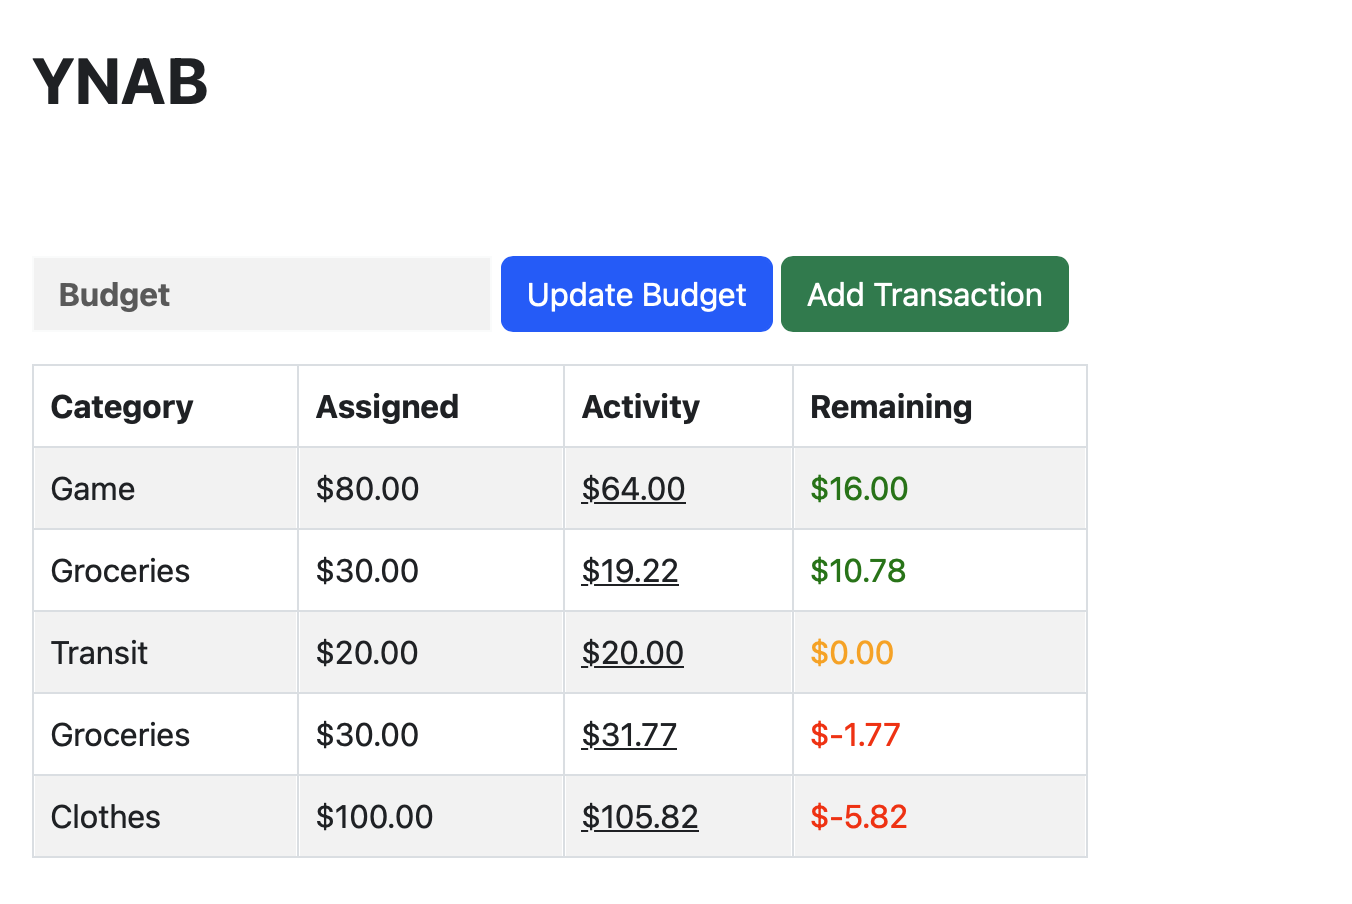 YNAB
Budget Update Budget Add Transaction
Category Assigned Activity Remaining
Game $80.00 $64.00 $16.00
Groceries $30.00 $19.22 $10.78
Transit $20.00 $20.00 $0.00
Groceries $30.00 $31.77 $-1.77
Clothes $100.00 $105.82 $-5.82